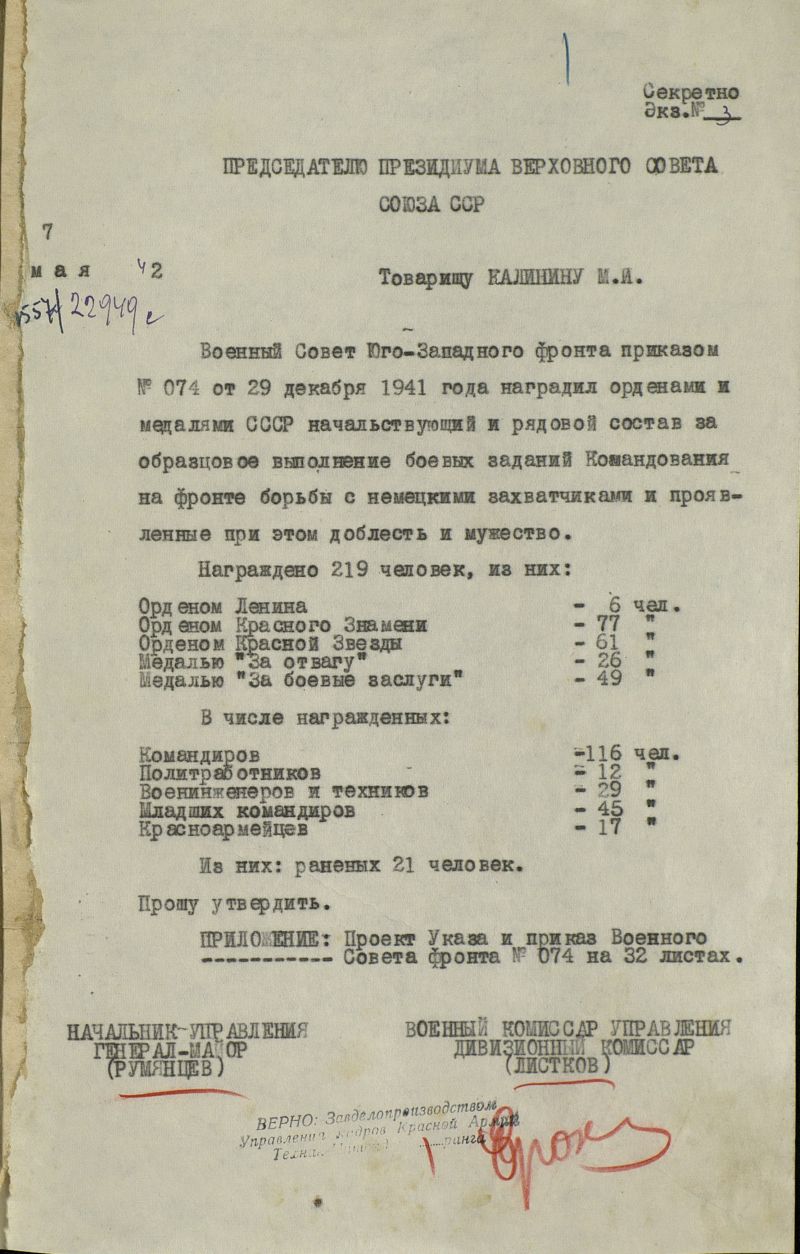 Секретно
Экз.№ 3
ПРЕДСЕДАТЕЛЮ ПРЕЗИДИУМА ВЕРХОВНОГО СОВЕТА
СОЮЗА ССР
7
мая 42
557/22949с
Товарищу КАЛИНИНУ М.И.
Военный Совет Юго-Западного фронта приказом
№ 074 от 29 декабря 1941 года наградил орденами и
медалями СССР начальствующий и рядовой состав за
образцовое выполнение боевых заданий Командования
на фронте борьбы с немецкими захватчиками и прояв-
ленные при этом доблесть и мужество.
Награждено 219 человек, из них:
Орденом Ленина - 6 чел.
Орденом Красного Знамени - 77 "
Орденом Красной Звезды - 61 "
Медалью "За отвагу" - 26 "
Медалью "За боевые заслуги" - 49 "
В числе награжденных:
Командиров -116 чел.
Политработников - 12 "
Военинженеров и техников - 29 "
Младших командиров - 45 "
Красноармейцев - 17 "
Из них: раненых 21 человек.
Прошу утвердить.
ПРИЛОЖЕНИЕ: Проект Указа и приказ Военного
----------- Совета фронта № 074 на 32 листах.
НАЧАЛЬНИК УПРАВЛЕНИЯ
ГЕНЕРАЛ-МАЙОР
(РУМЯНЦЕВ)
ВОЕННЫЙ КОМИССАР УПРАВЛЕНИЯ
ДИВИЗИОННЫЙ КОМИССАР
(ЛИСТКОВ)
ВЕРНО: Завделопроизводством
Управления Кадров Красной Армии
ранга